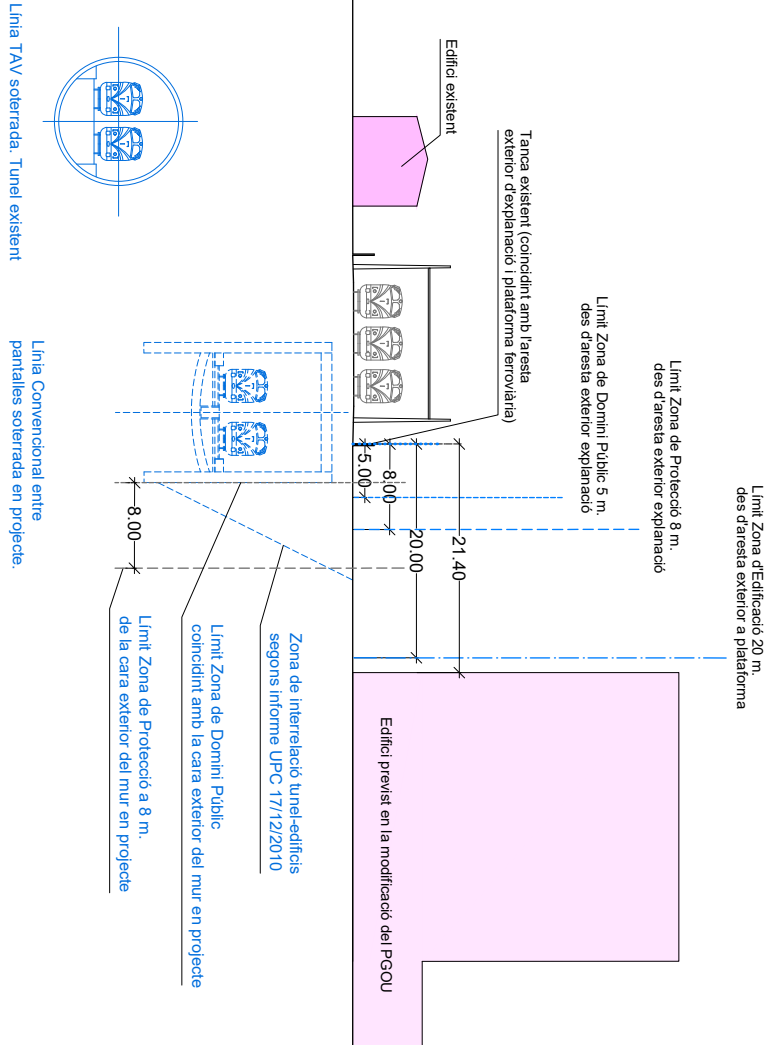 Límit Zona d'Edificació 20 m.
des d'aresta exterior a plataforma
Límit Zona de Protecció 8 m.
des d'aresta exterior explanació
Límit Zona de Domini Públic 5 m.
des d'aresta exterior explanació
Tanca existent (coincidint amb l'aresta
exterior d'explanació i plataforma ferroviària)
Edifici existent
21.40
20.00
8.00
5.00
Edifici previst en la modificació del PGOU
Zona de interrelació tunel-edificis
segons informe UPC 17/12/2010
Límit Zona de Domini Públic
coincidint amb la cara exterior del mur en projecte
8.00
Límit Zona de Protecció a 8 m.
de la cara exterior del mur en projecte
Línia Convencional entre
pantalles soterrada en projecte.
Línia TAV soterrada. Tunel existent